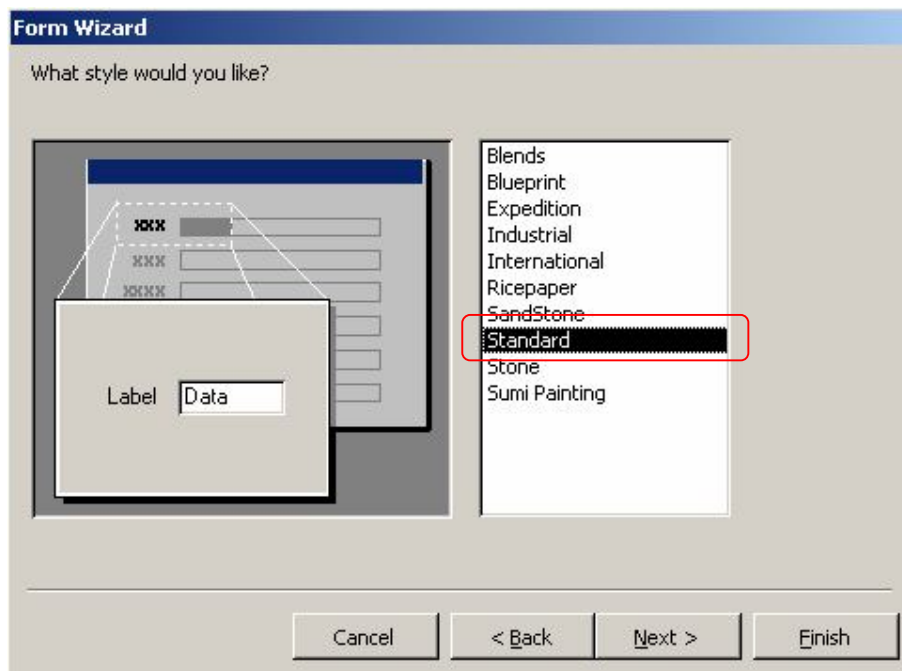 Form Wizard
What style would you like?
xxx
xxx
xxxx
Label Data
Blends
Blueprint
Expedition
Industrial
International
Ricepaper
SandStone
Standard
Stone
Sumi Painting
Cancel
< Back
Next >
Finish